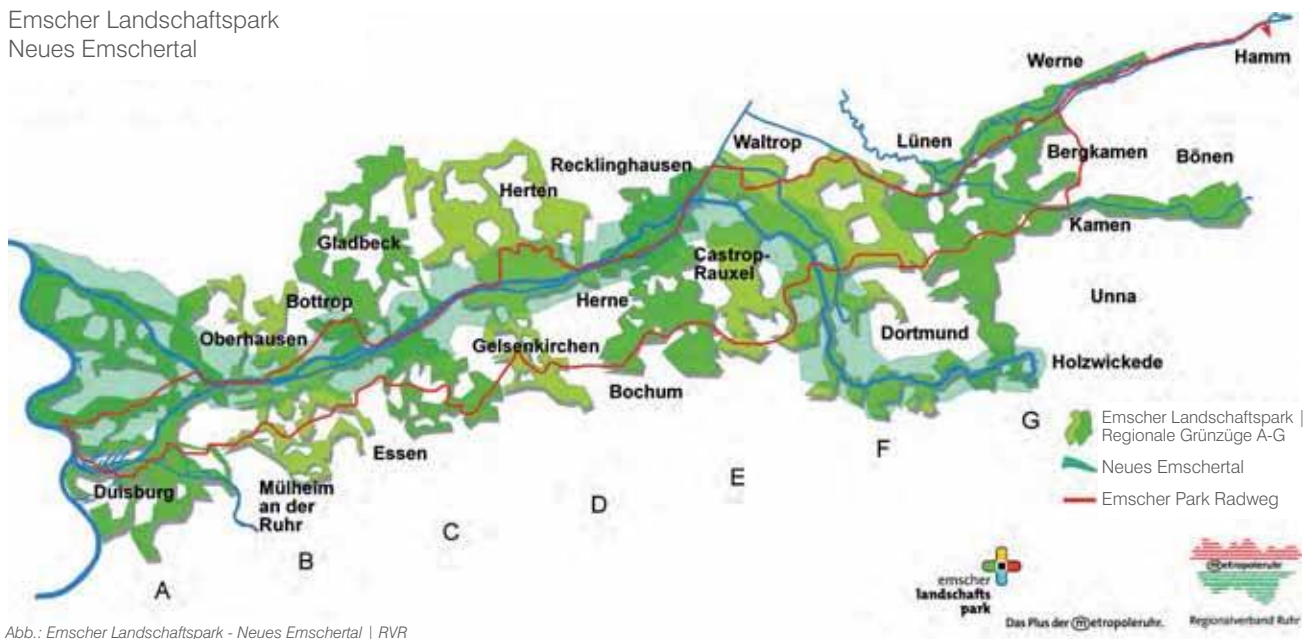 Emscher Landschaftspark
Neues Emschertal
Hamm
Werne
Waltrop
Lünen
Recklinghausen
Bergkamen
Bönen
Herten
Gladbeck
Kamen
Castrop-
Rauxel
Bottrop
Herne
Unna
Oberhausen
Dortmund
Gelsenkirchen
Holzwickede
Bochum
Essen
Duisburg
Mülheim
an der
Ruhr
A
B
C
D
E
F
G
Emscher Landschaftspark |
Regionale Grünzüge A-G
Neues Emschertal
Emscher Park Radweg
emscher
landschafts
park
Das Plus der metropoleruhr.
metropoleruhr
Regionalverband Ruhr
Abb.: Emscher Landschaftspark - Neues Emschertal | RVR